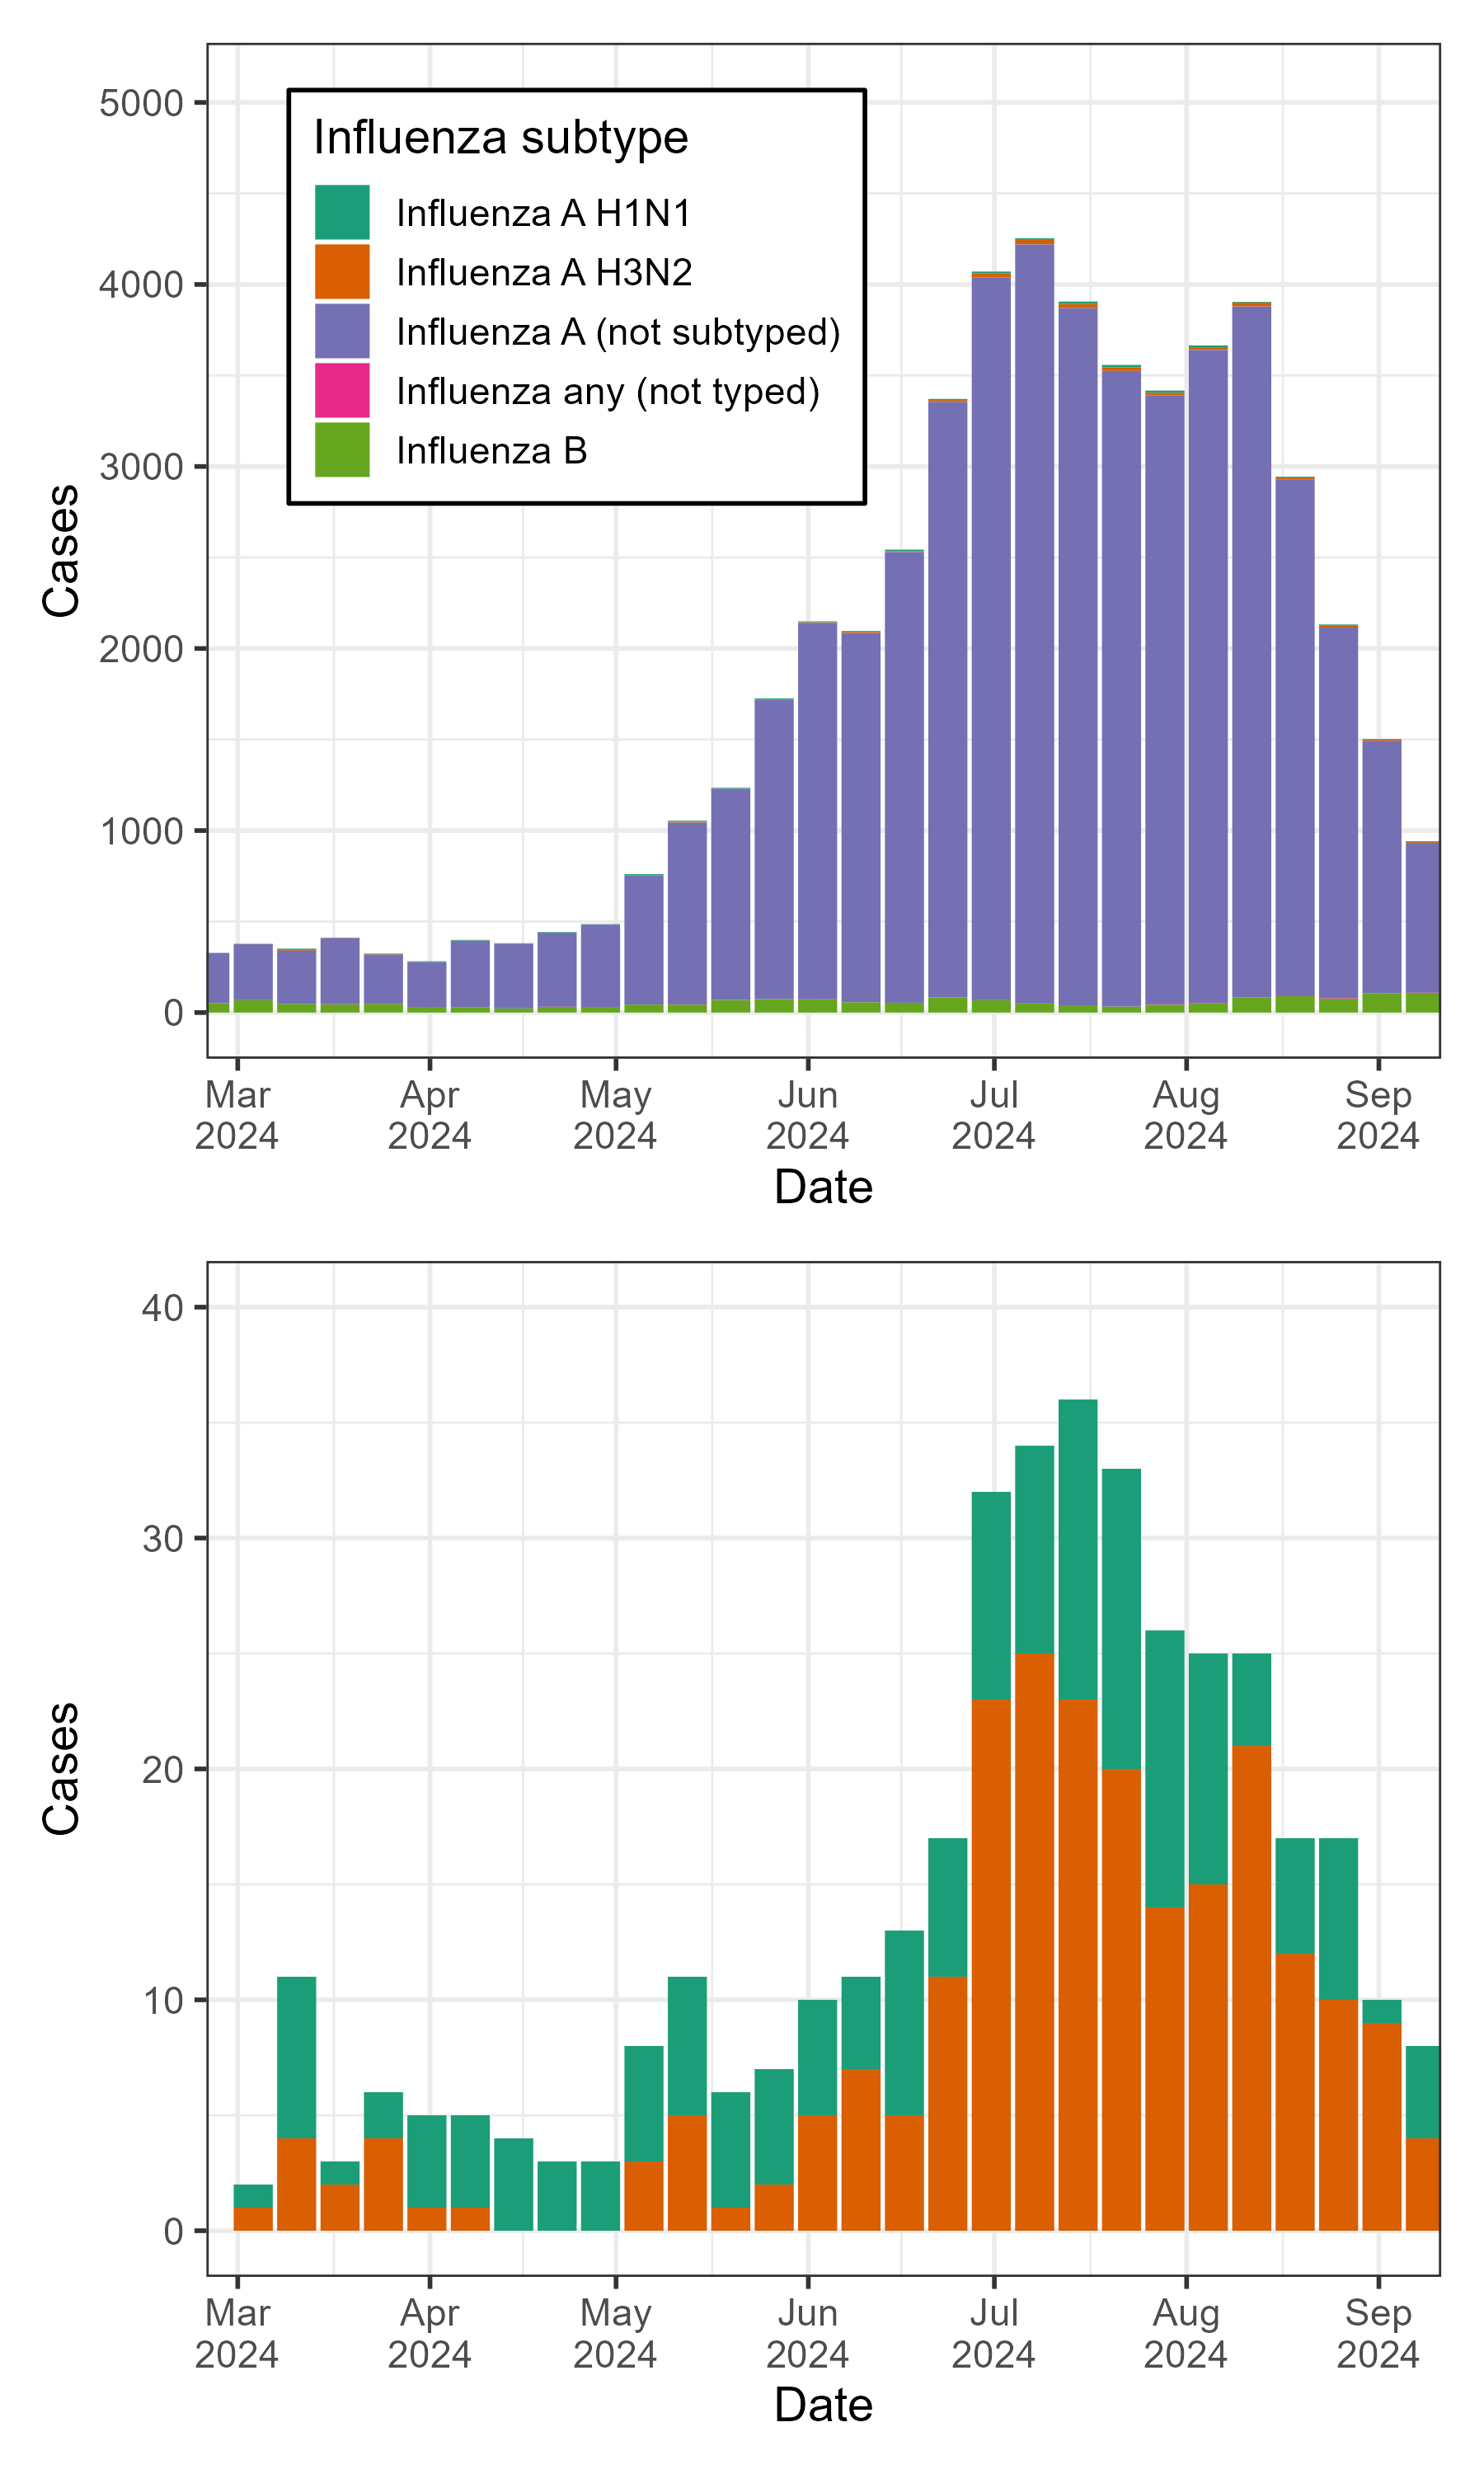 5000
4000
3000
2000
1000
0
Cases
Influenza subtype
Influenza A H1N1
Influenza A H3N2
Influenza A (not subtyped)
Influenza any (not typed)
Influenza B
Mar Apr May Jun Jul Aug Sep
2024 2024 2024 2024 2024 2024 2024
Date
40
30
20
10
0
Cases
Mar Apr May Jun Jul Aug Sep
2024 2024 2024 2024 2024 2024 2024
Date